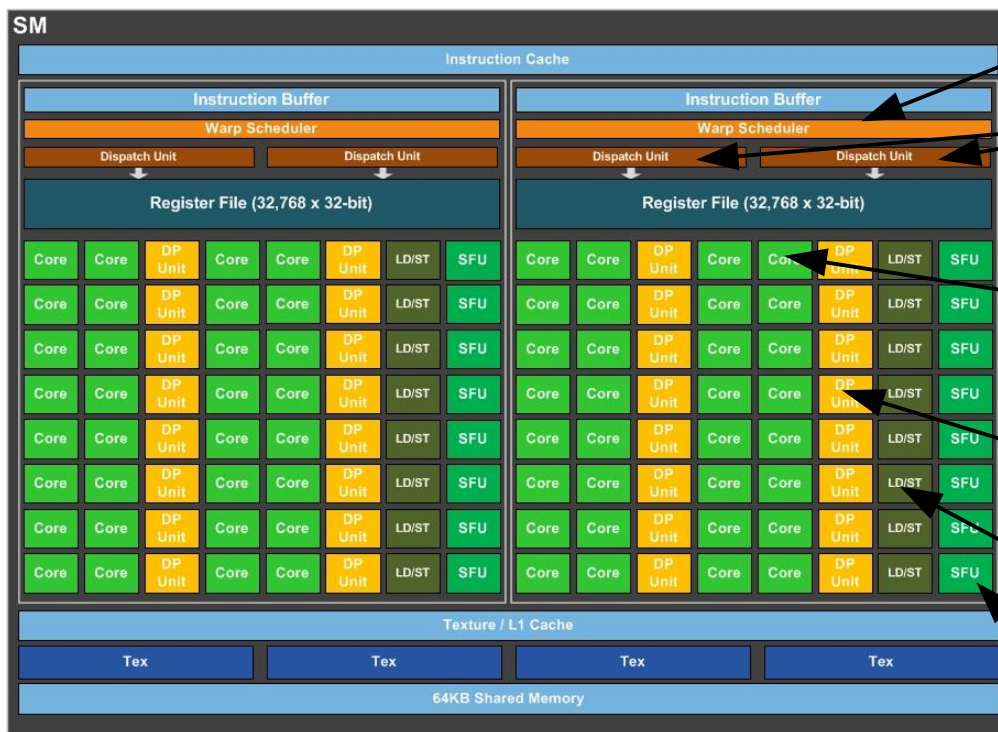 SM
Instruction Cache
Instruction Buffer Instruction Buffer
Warp Scheduler Warp Scheduler
Dispatch Unit Dispatch Unit Dispatch Unit Dispatch Unit
Register File (32,768 x 32-bit) Register File (32,768 x 32-bit)
Core Core DP Unit Core Core DP Unit LD/ST SFU Core Core DP Unit Core Core DP Unit LD/ST SFU
Core Core DP Unit Core Core DP Unit LD/ST SFU Core Core DP Unit Core Core DP Unit LD/ST SFU
Core Core DP Unit Core Core DP Unit LD/ST SFU Core Core DP Unit Core Core DP Unit LD/ST SFU
Core Core DP Unit Core Core DP Unit LD/ST SFU Core Core DP Unit Core Core DP Unit LD/ST SFU
Core Core DP Unit Core Core DP Unit LD/ST SFU Core Core DP Unit Core Core DP Unit LD/ST SFU
Core Core DP Unit Core Core DP Unit LD/ST SFU Core Core DP Unit Core Core DP Unit LD/ST SFU
Core Core DP Unit Core Core DP Unit LD/ST SFU Core Core DP Unit Core Core DP Unit LD/ST SFU
Core Core DP Unit Core Core DP Unit LD/ST SFU Core Core DP Unit Core Core DP Unit LD/ST SFU
Texture / L1 Cache
Tex Tex Tex Tex
64KB Shared Memory